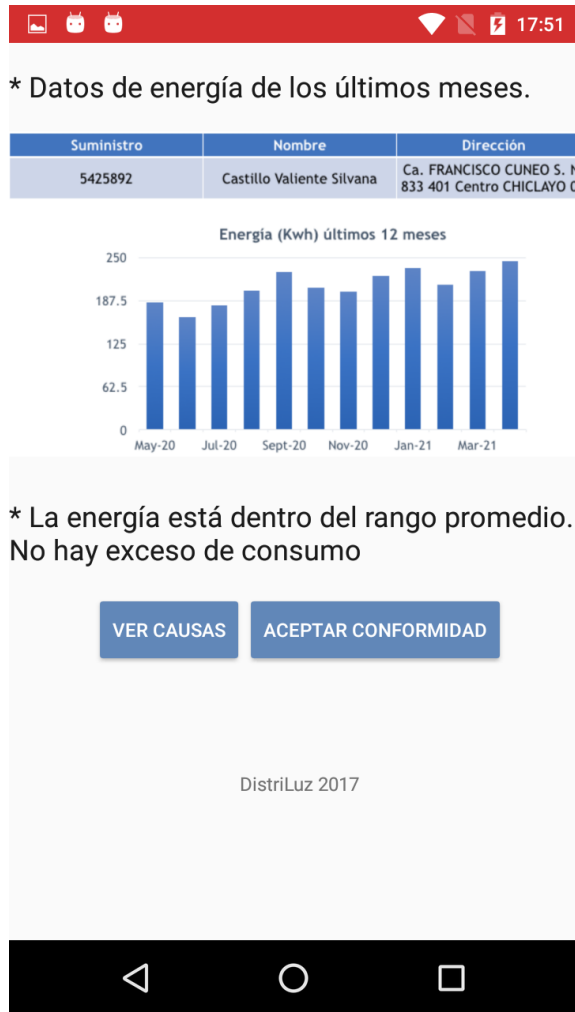 17:51
* Datos de energía de los últimos meses.
Suministro Nombre Dirección
5425892 Castillo Valiente Silvana Ca. FRANCISCO CUNEO S.
833 401 Centro CHICLAYO
Energía (Kwh) últimos 12 meses
250
187.5
125
62.5
0
May-20 Jul-20 Sept-20 Nov-20 Jan-21 Mar-21
* La energía está dentro del rango promedio.
No hay exceso de consumo
VER CAUSAS ACEPTAR CONFORMIDAD
DistriLuz 2017